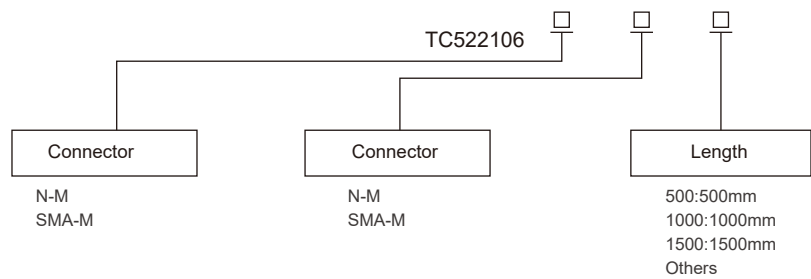 TC522106 □ □ □
Connector
N-M
SMA-M
Connector
N-M
SMA-M
Length
500:500mm
1000:1000mm
1500:1500mm
Others